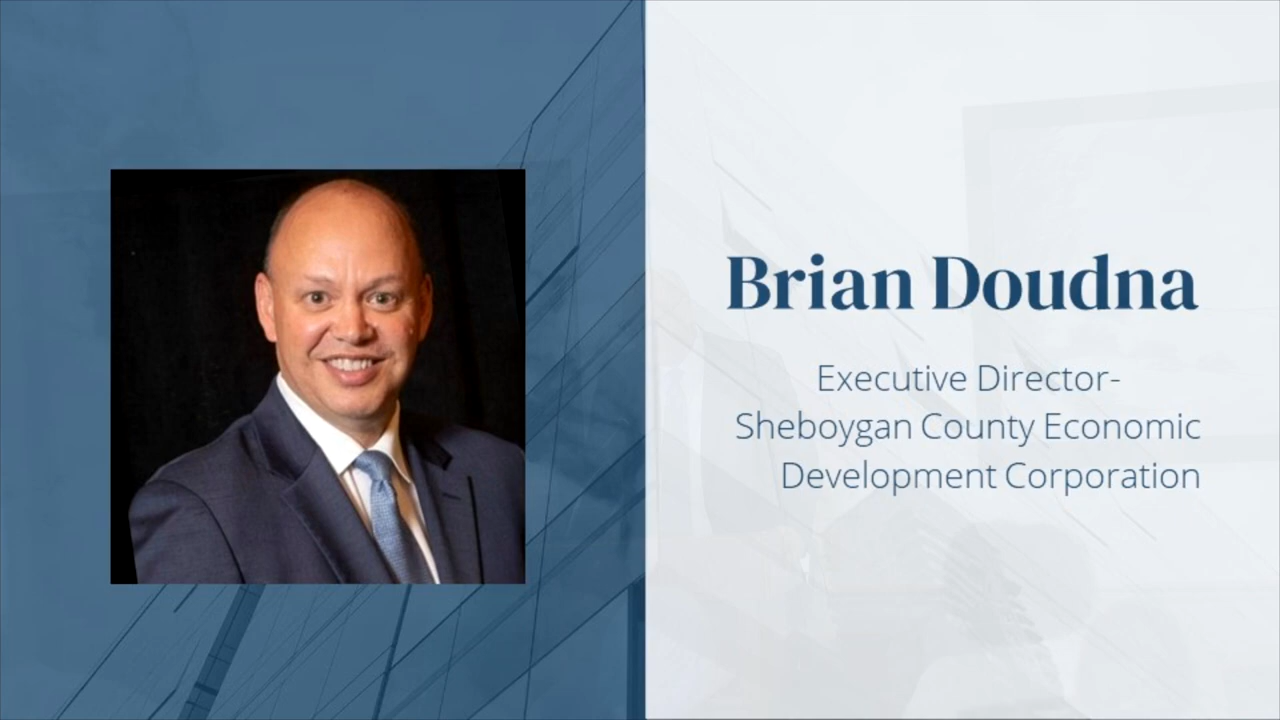 Brian Doudna
Executive Director-
Sheboygan County Economic
Development Corporation